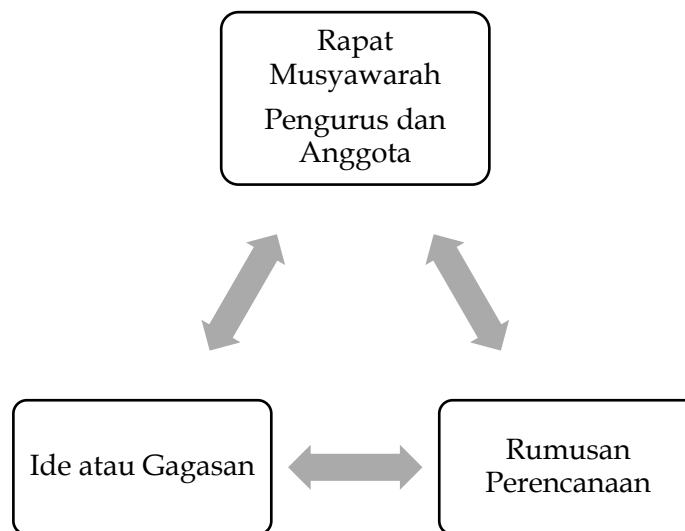 Rapat
Musyawarah
Pengurus dan
Anggota
Ide atau Gagasan
Rumusan
Perencanaan